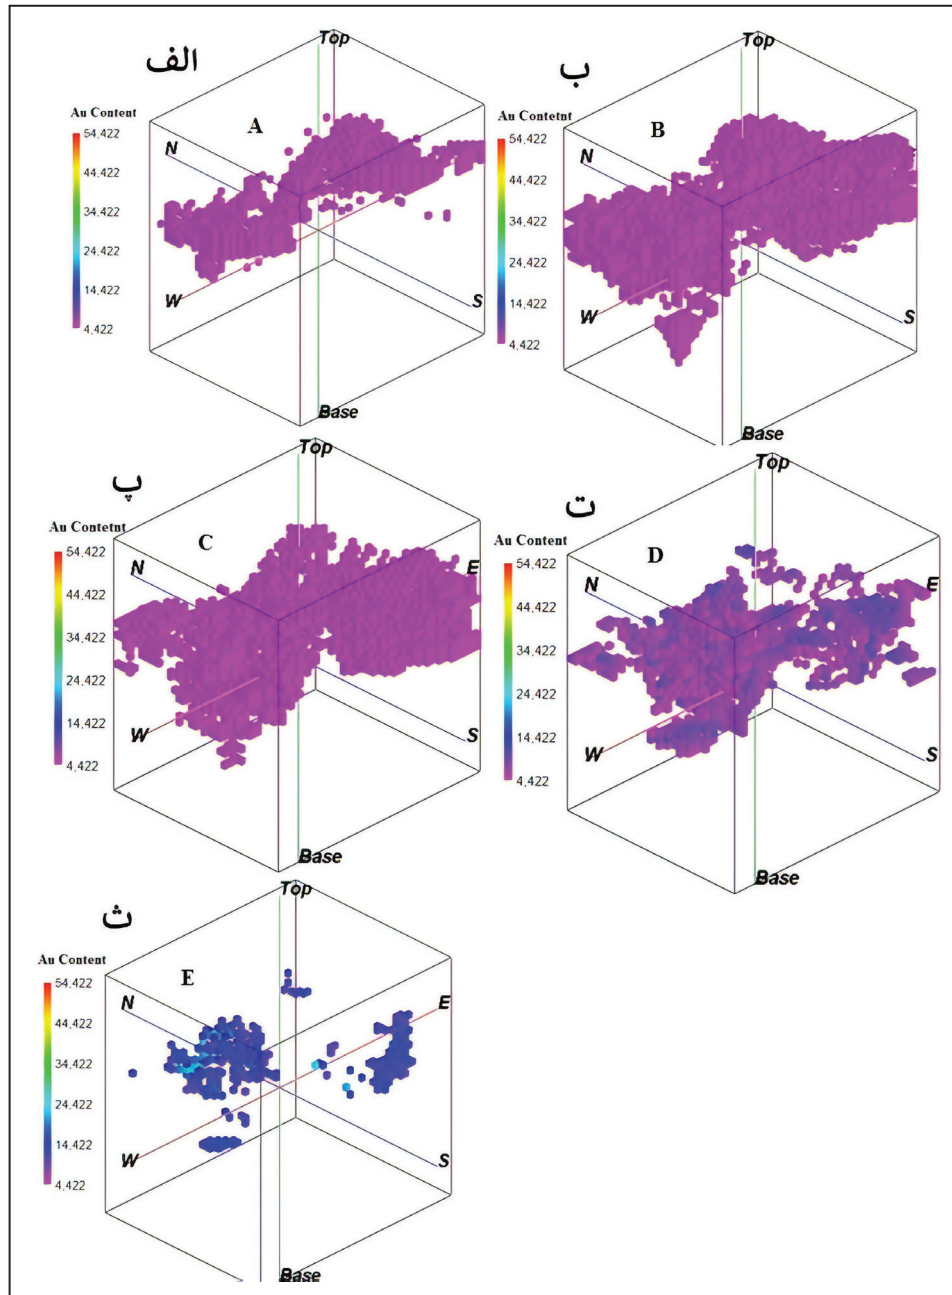 الف
Au Content
54,422
44,422
34,422
24,422
14,422
4,422
A
Top
N
W
S
Base
ب
Au Contetnt
54,422
44,422
34,422
24,422
14,422
4,422
B
Top
N
W
S
Base
پ
Au Contetnt
54,422
44,422
34,422
24,422
14,422
4,422
C
Top
N
E
W
S
Base
ت
Au Contetnt
54,422
44,422
34,422
24,422
14,422
4,422
D
Top
N
E
W
S
Base
ث
Au Content
54,422
44,422
34,422
24,422
14,422
4,422
E
Top
N
E
W
S
Base